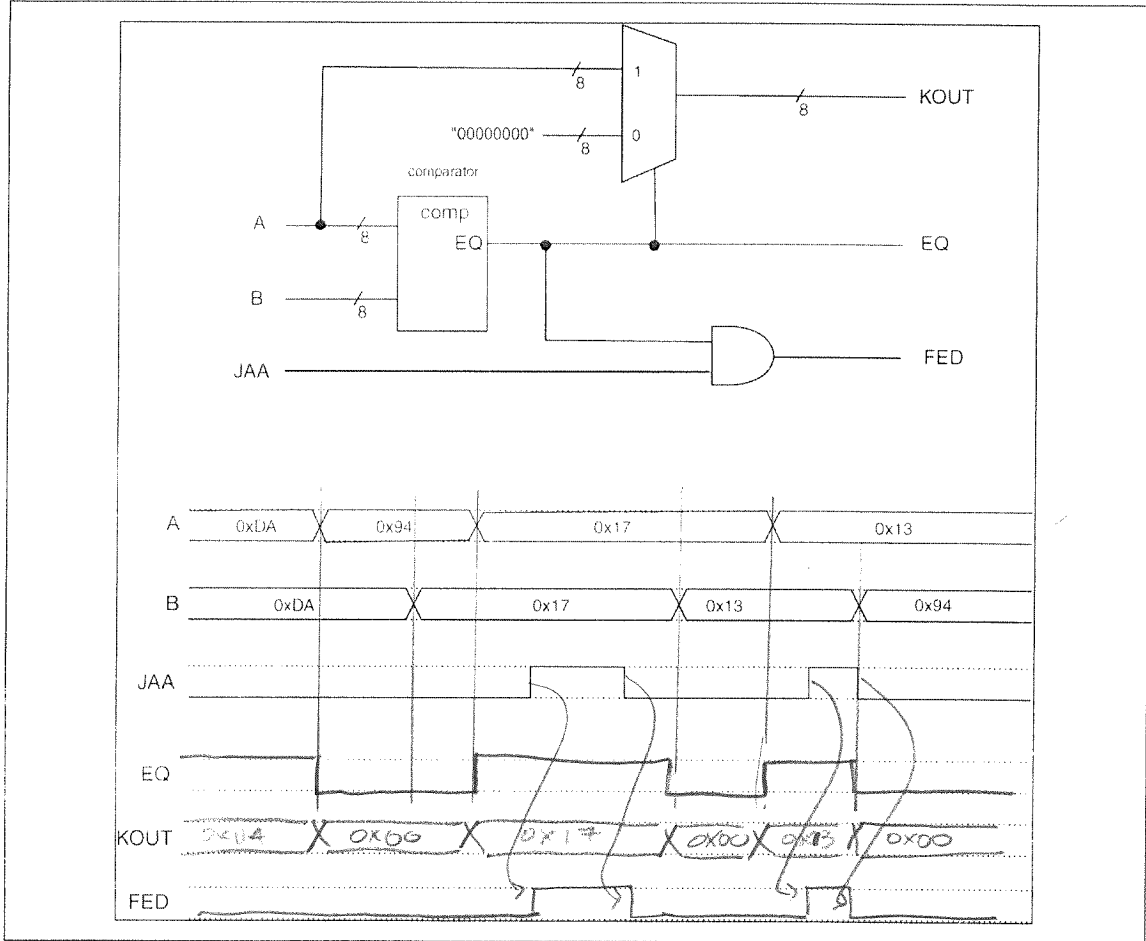 1
8
8
KOUT
"00000000"
8
0
comparator
A
8
comp
EQ
EQ
B
8
JAA
FED
A 0xDA 0x94 0x17 0x13
B 0xDA 0x17 0x13 0x94
JAA
EQ
KOUT 0x00 0x17 0x00 0x13 0x00
FED